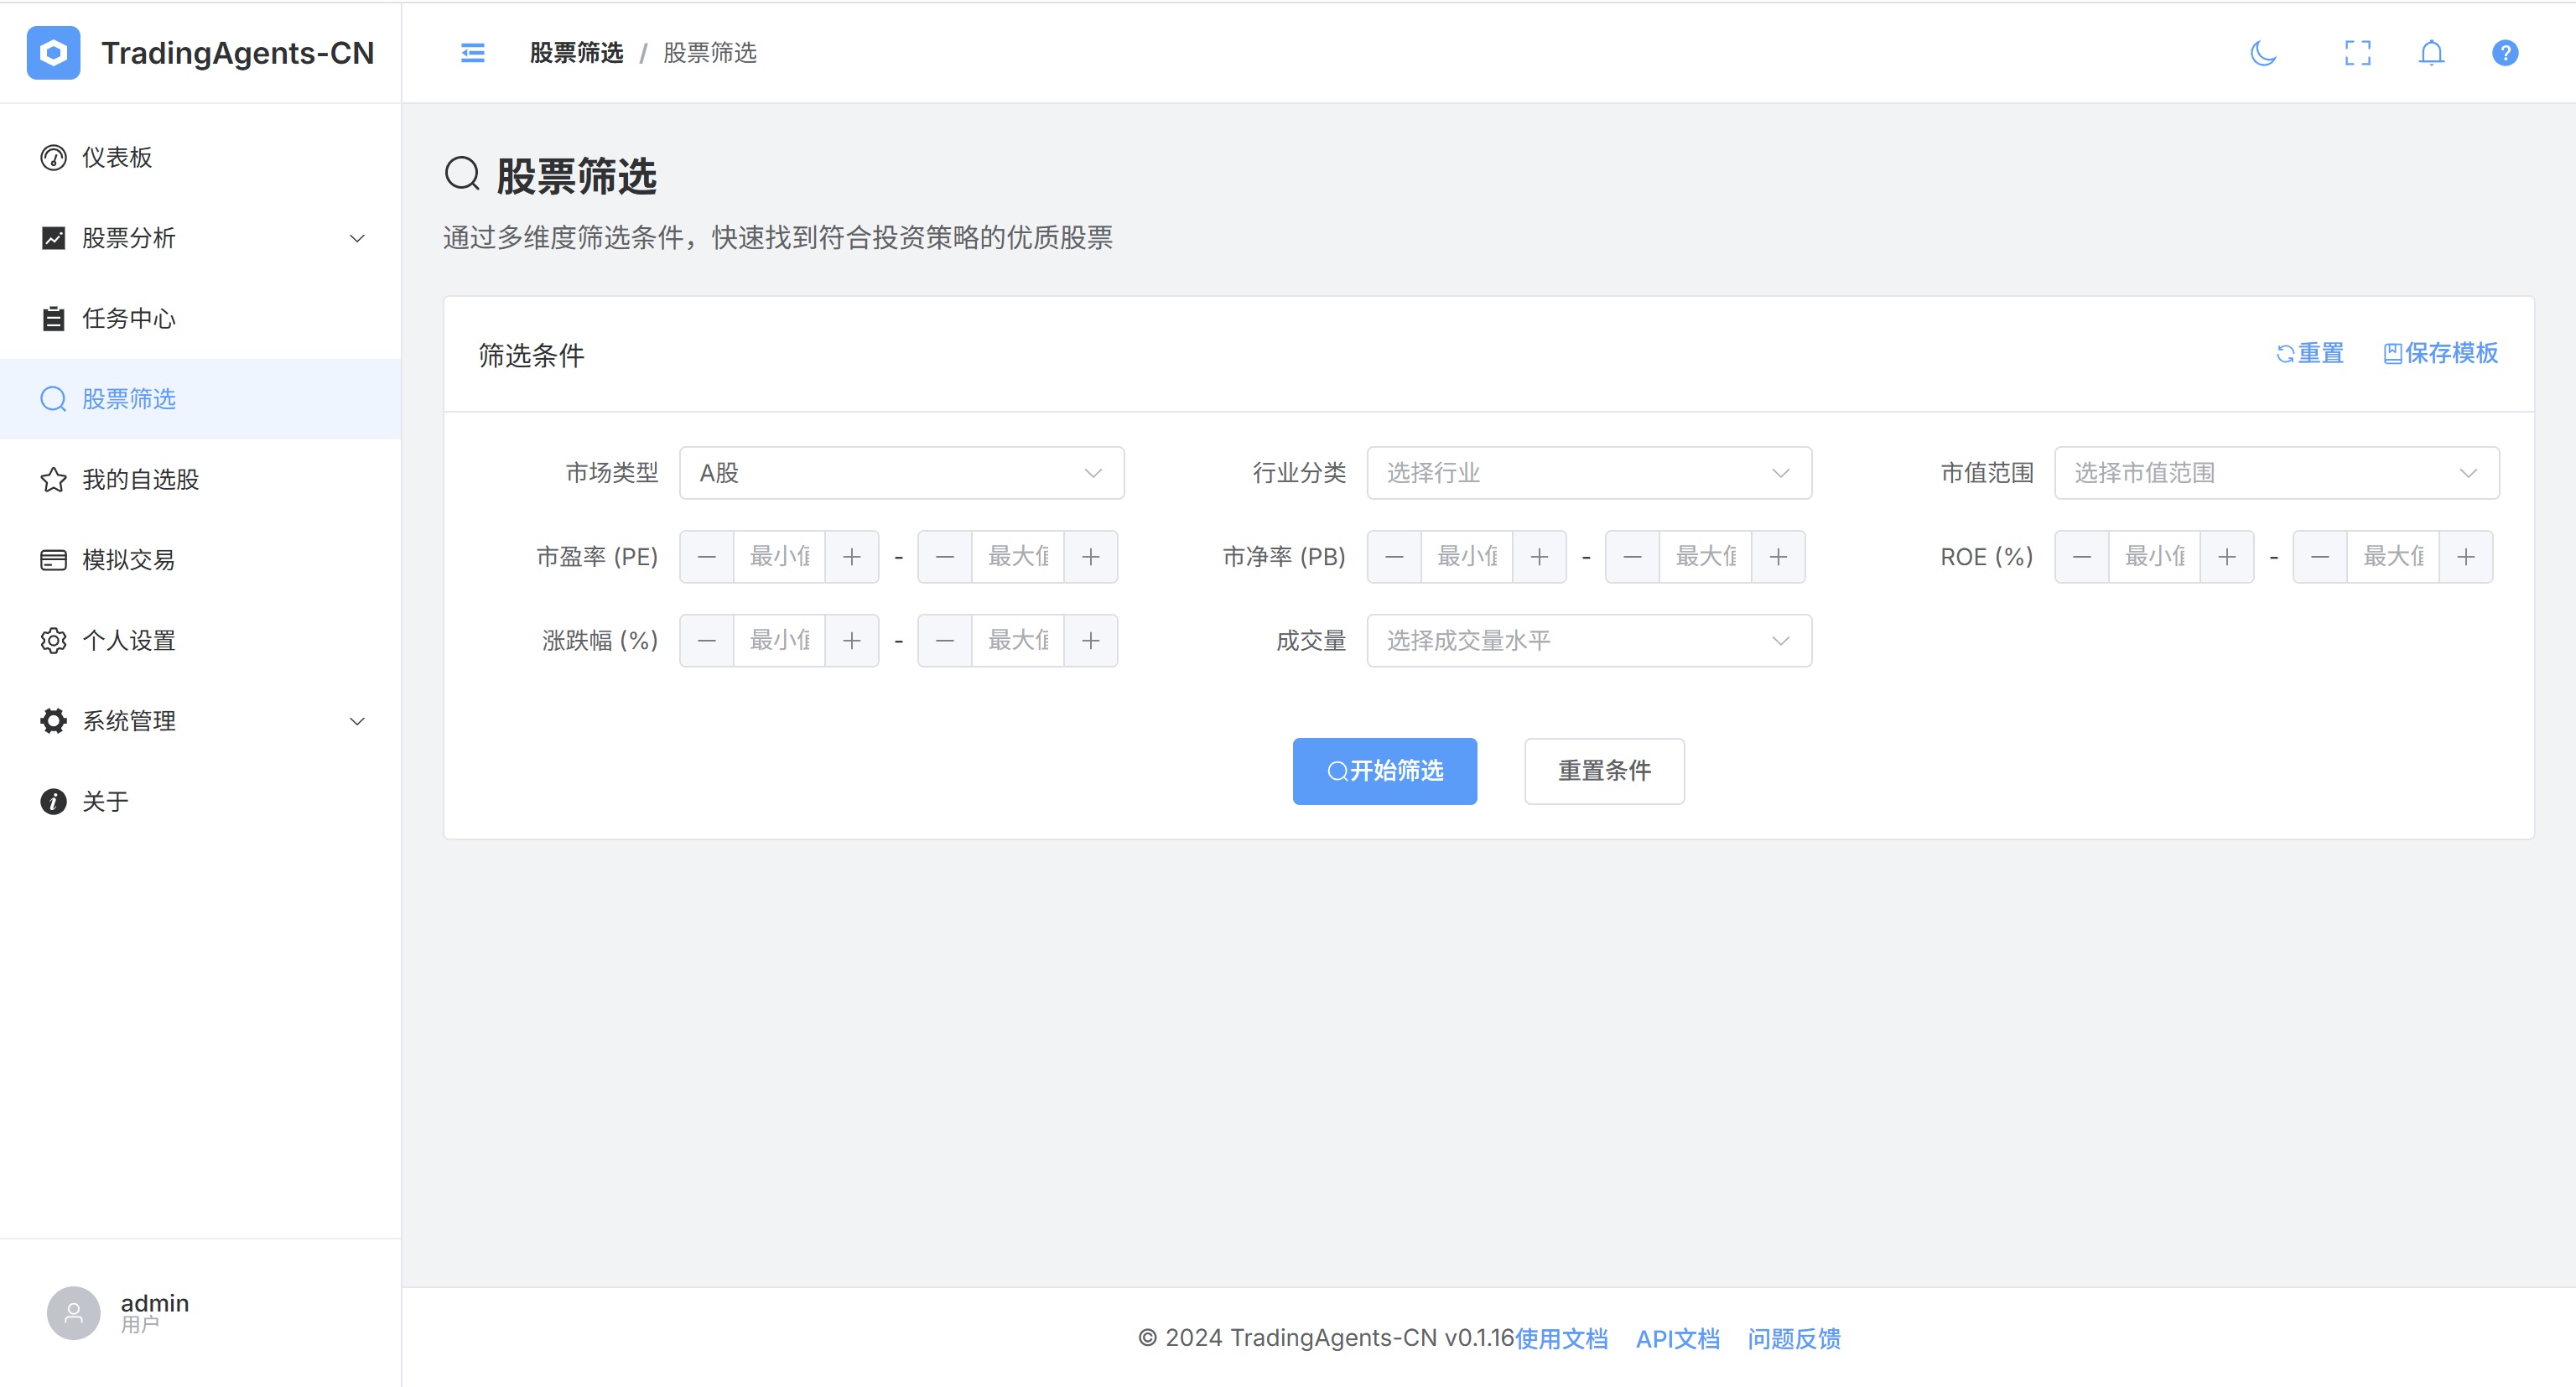 TradingAgents-CN
股票筛选 / 股票筛选
仪表板
股票分析
任务中心
股票筛选
我的自选股
模拟交易
个人设置
系统管理
关于
admin
用户
股票筛选
通过多维度筛选条件，快速找到符合投资策略的优质股票
筛选条件
重置 保存模板
市场类型 A股 行业分类 选择行业 市值范围 选择市值范围
市盈率 (PE) 最小值 - 最大值 市净率 (PB) 最小值 - 最大值 ROE (%) 最小值 - 最大值
涨跌幅 (%) 最小值 - 最大值 成交量 选择成交量水平
开始筛选 重置条件
© 2024 TradingAgents-CN v0.1.16使用文档 API文档 问题反馈